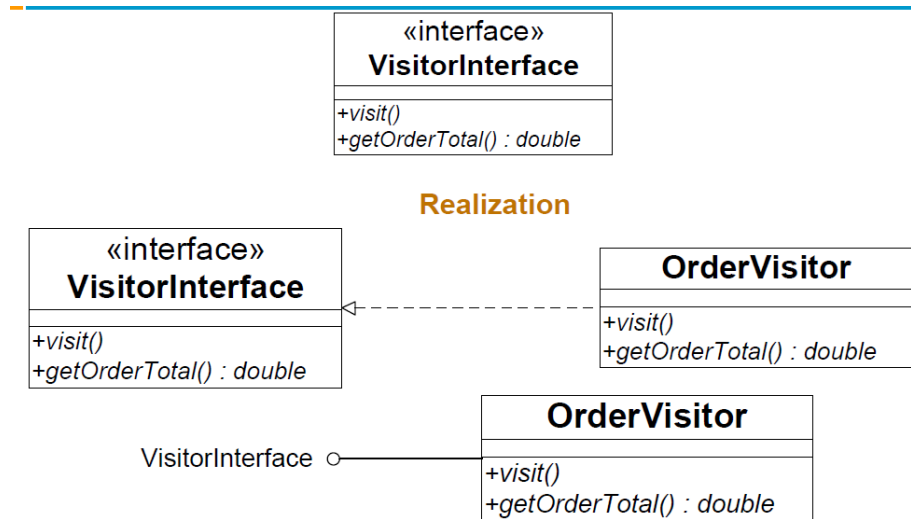 «interface»
VisitorInterface
+visit()
+getOrderTotal() : double
Realization
«interface»
VisitorInterface
+visit()
+getOrderTotal() : double
OrderVisitor
+visit()
+getOrderTotal() : double
VisitorInterface
OrderVisitor
+visit()
+getOrderTotal() : double